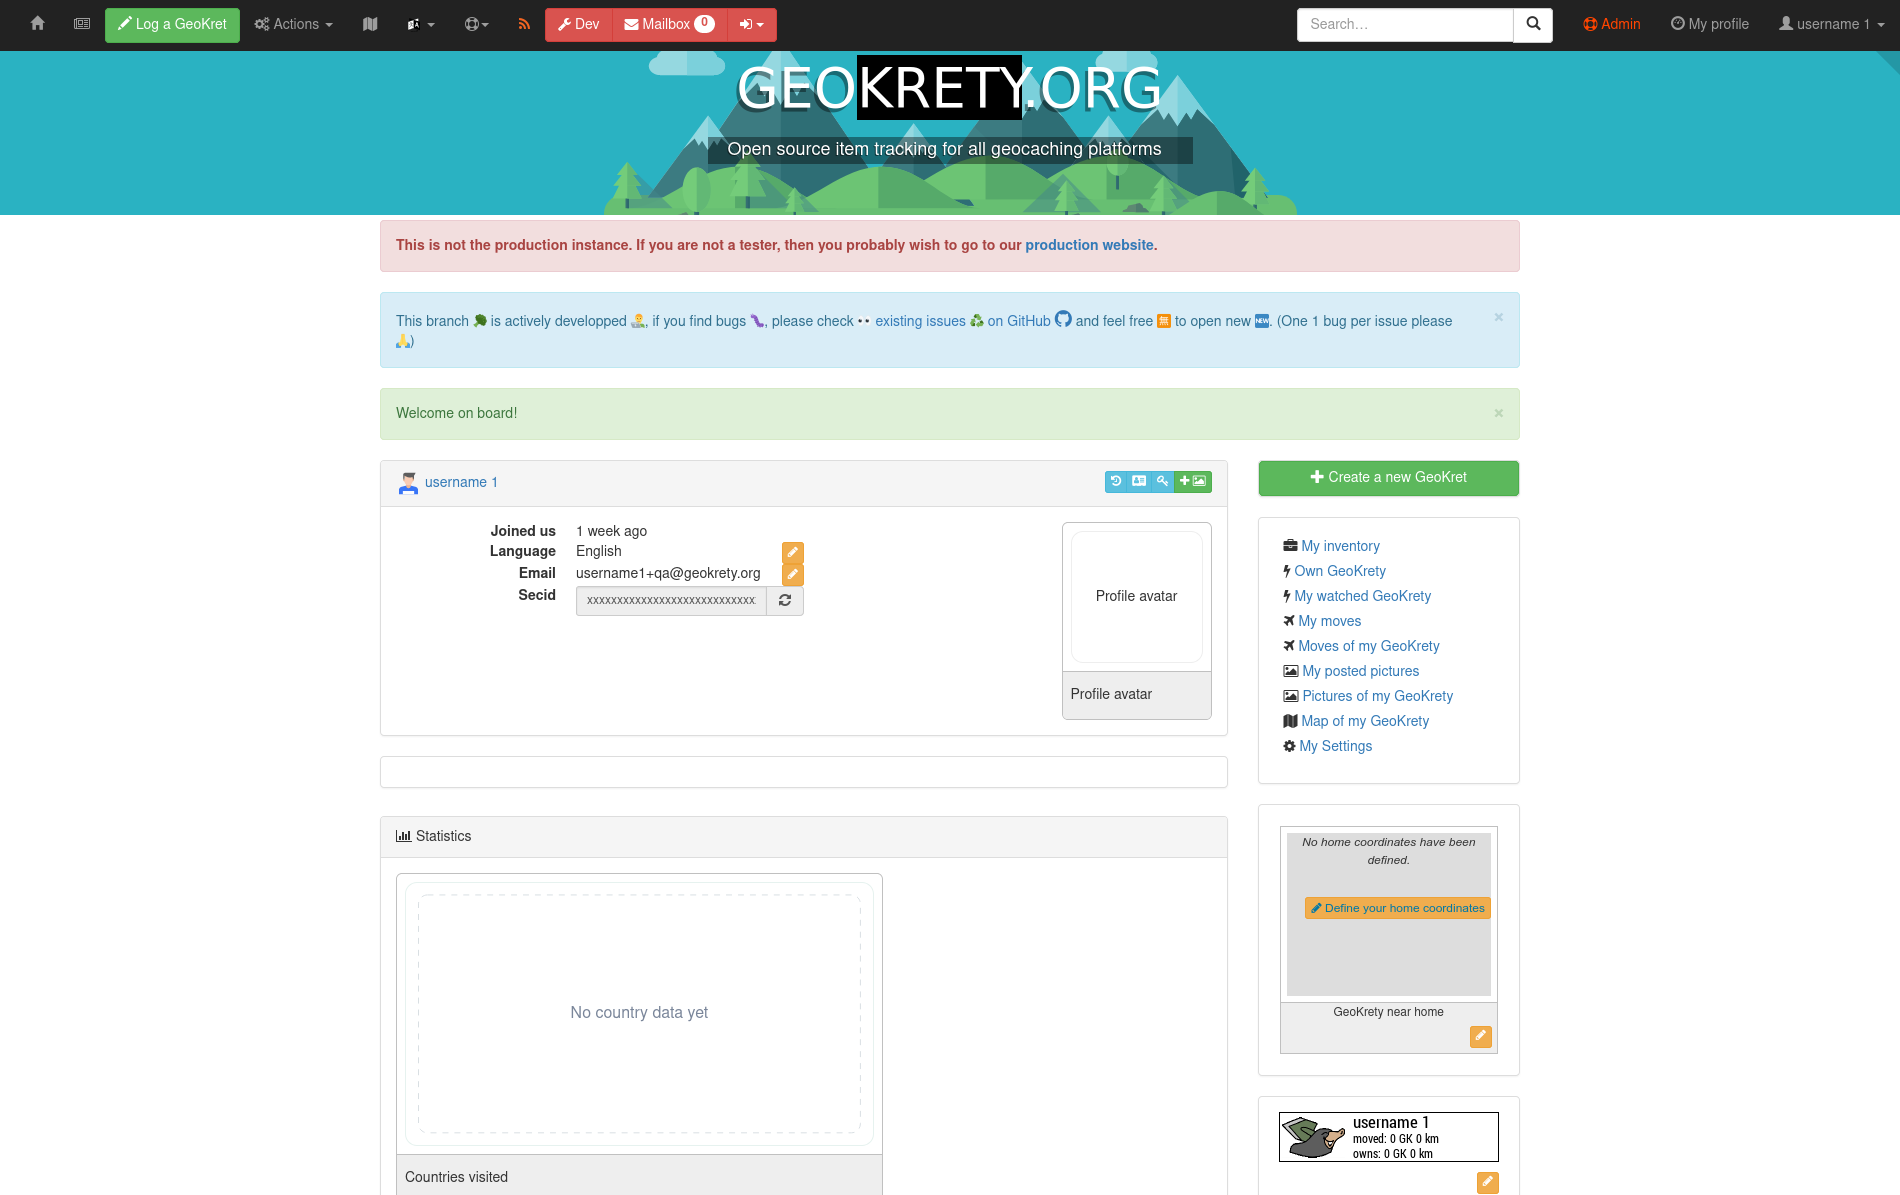 Log a GeoKret
Actions
Dev
Mailbox 0
Search...
Admin
My profile
username 1
GEOKRETY.ORG
Open source item tracking for all geocaching platforms
This is not the production instance. If you are not a tester, then you probably wish to go to our production website.
This branch 🌳 is actively developped, if you find bugs 🐛, please check 👀 existing issues ♻ on GitHub and feel free 🈚 to open new 🆕. (One 1 bug per issue please
🙏)
×
Welcome on board!
×
username 1
Joined us 1 week ago
Language English
Email username1+qa@geokrety.org
Secid xxxxxxxxxxxxxxxxxxxxxxxxxxxx
Profile avatar
Profile avatar
Statistics
No country data yet
Countries visited
Create a new GeoKret
My inventory
Own GeoKrety
My watched GeoKrety
My moves
Moves of my GeoKrety
My posted pictures
Pictures of my GeoKrety
Map of my GeoKrety
My Settings
No home coordinates have been
defined.
Define your home coordinates
GeoKrety near home
username 1
moved: 0 GK 0 km
owns: 0 GK 0 km